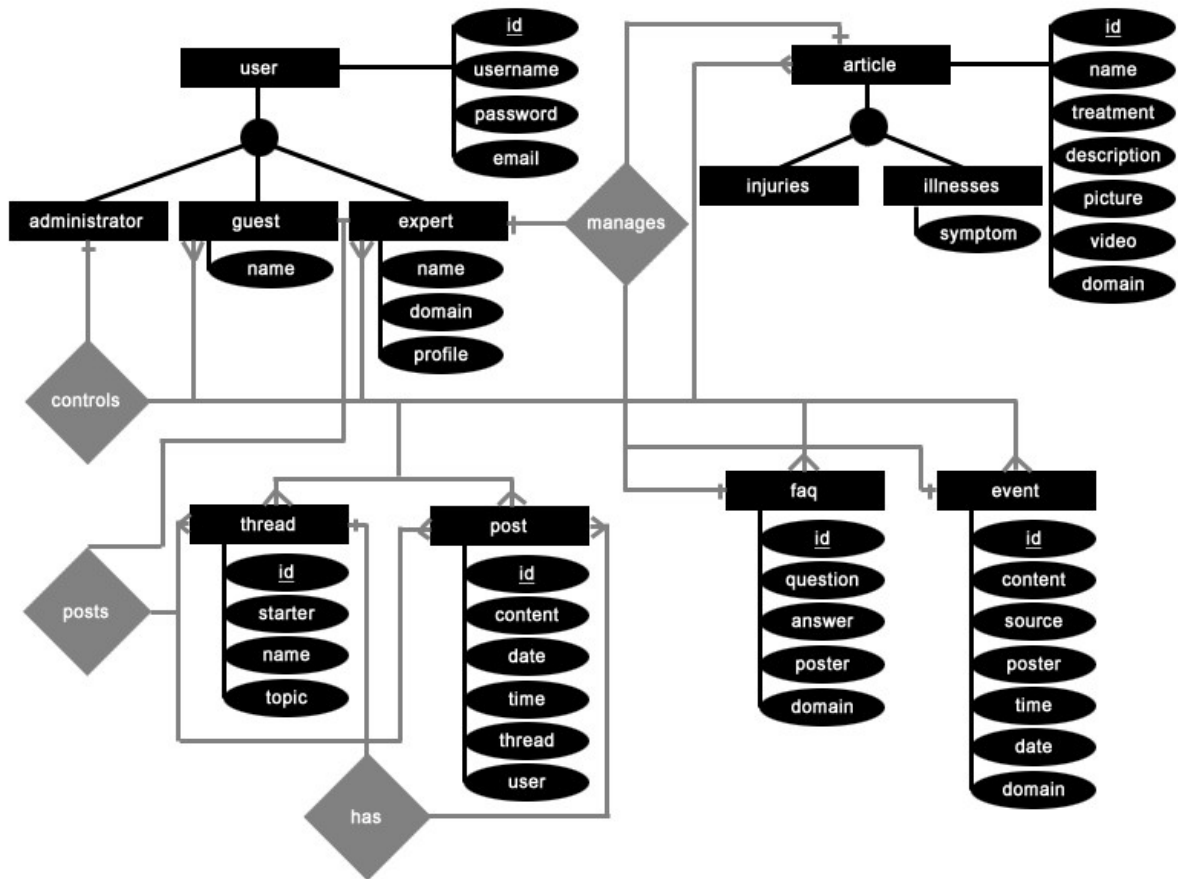 user
id
username
password
email
administrator
guest
name
expert
name
domain
profile
manages
article
id
name
treatment
description
picture
video
domain
injuries
illnesses
symptom
controls
posts
thread
id
starter
name
topic
post
id
content
date
time
thread
user
has
faq
id
question
answer
poster
domain
event
id
content
source
poster
time
date
domain